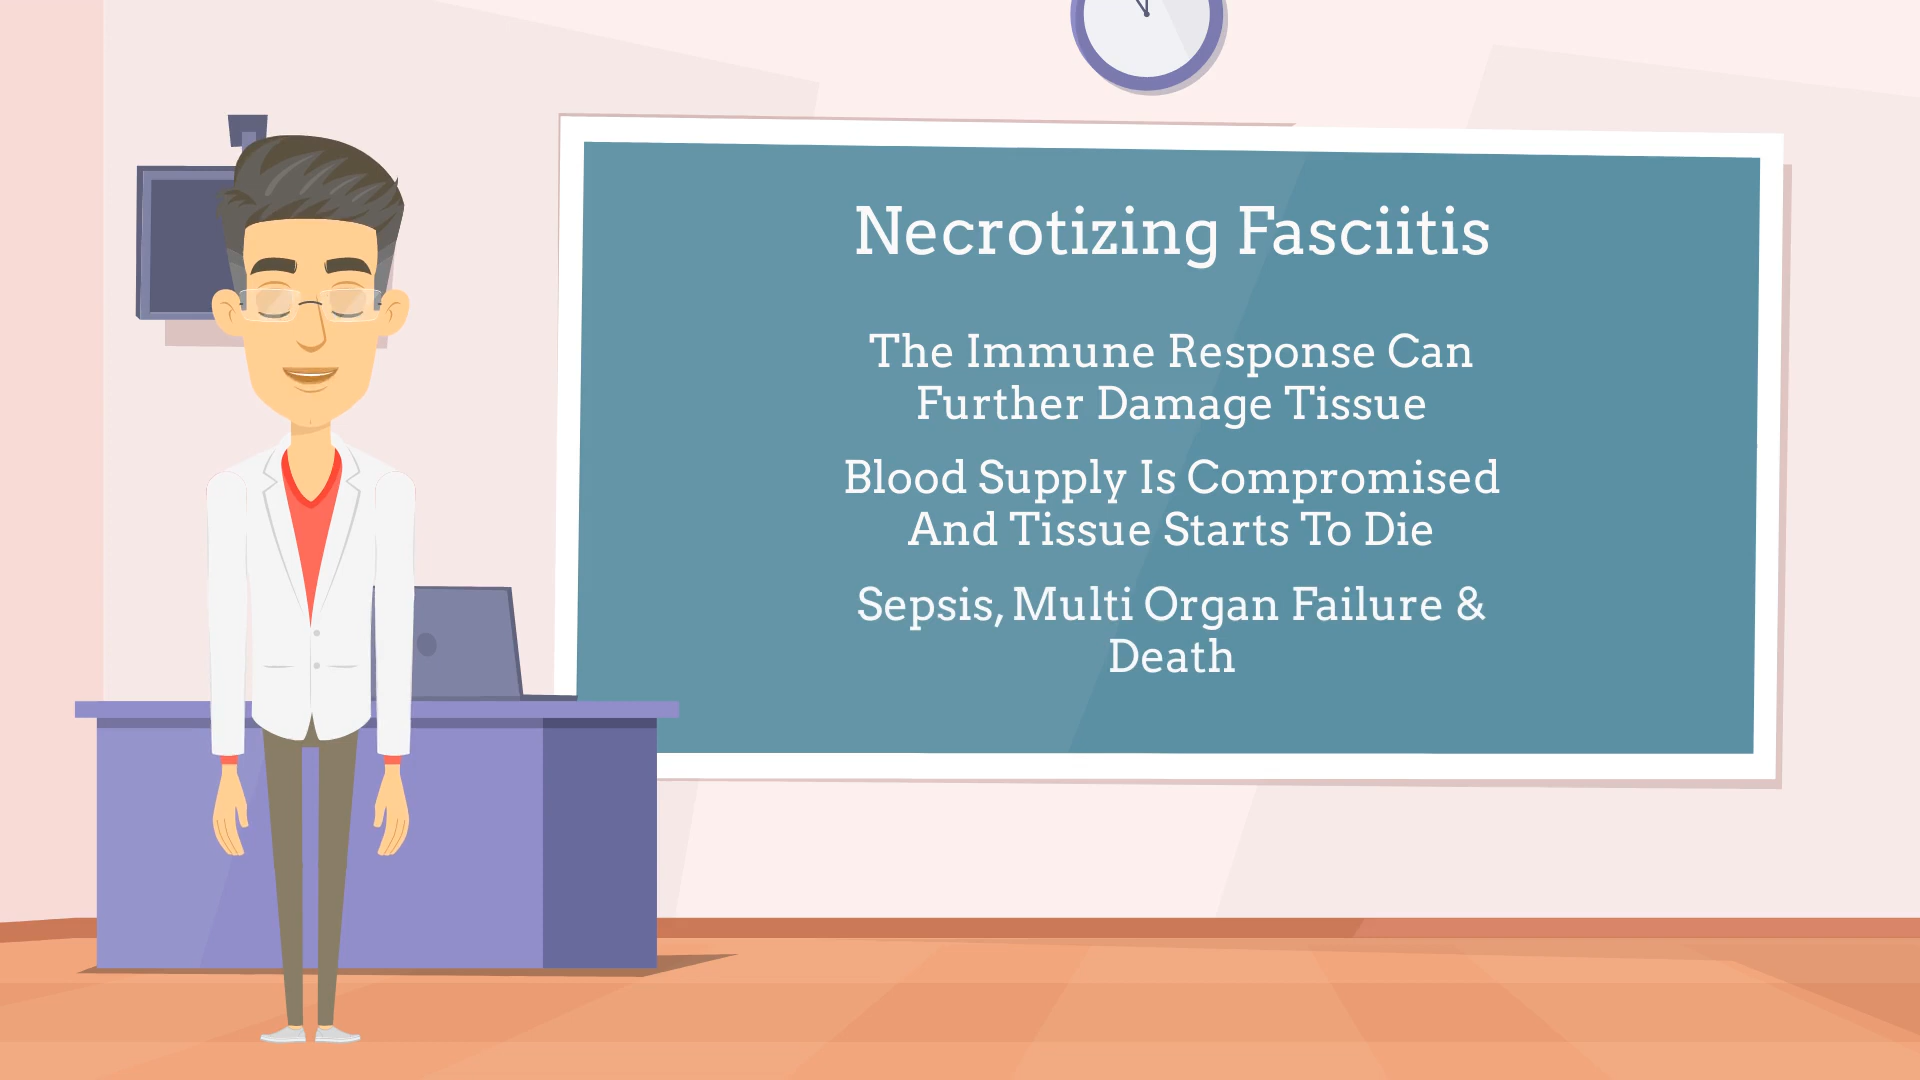 Necrotizing Fasciitis
The Immune Response Can
Further Damage Tissue
Blood Supply Is Compromised
And Tissue Starts To Die
Sepsis, Multi Organ Failure &
Death